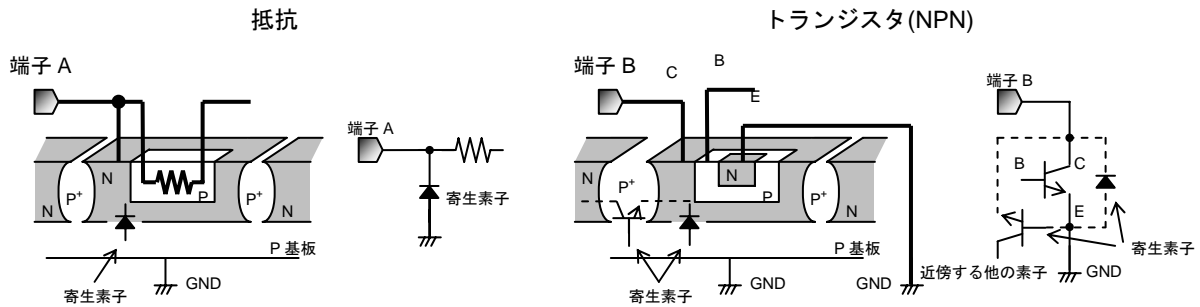 抵抗
トランジスタ(NPN)
端子 A
N
P⁺
N
P
P⁺
N
P 基板
寄生素子
GND
端子 A
寄生素子
端子 B
C
B
E
N
P⁺
N
N
P
P⁺
N
P 基板
寄生素子
GND
GND
端子 B
B
C
E
寄生素子
近傍する他の素子
GND